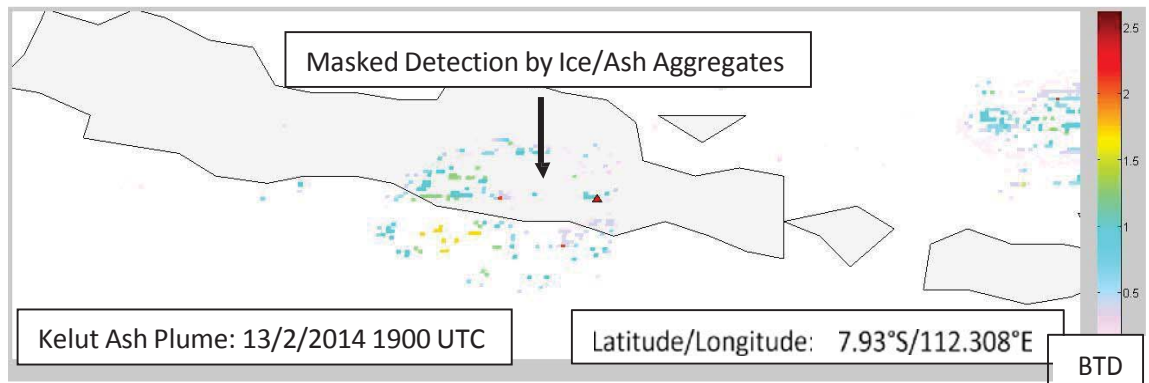 Masked Detection by Ice/Ash Aggregates
2.5
2
1.5
1
0.5
Kelut Ash Plume: 13/2/2014 1900 UTC
Latitude/Longitude: 7.93°S/112.308°E
BTD